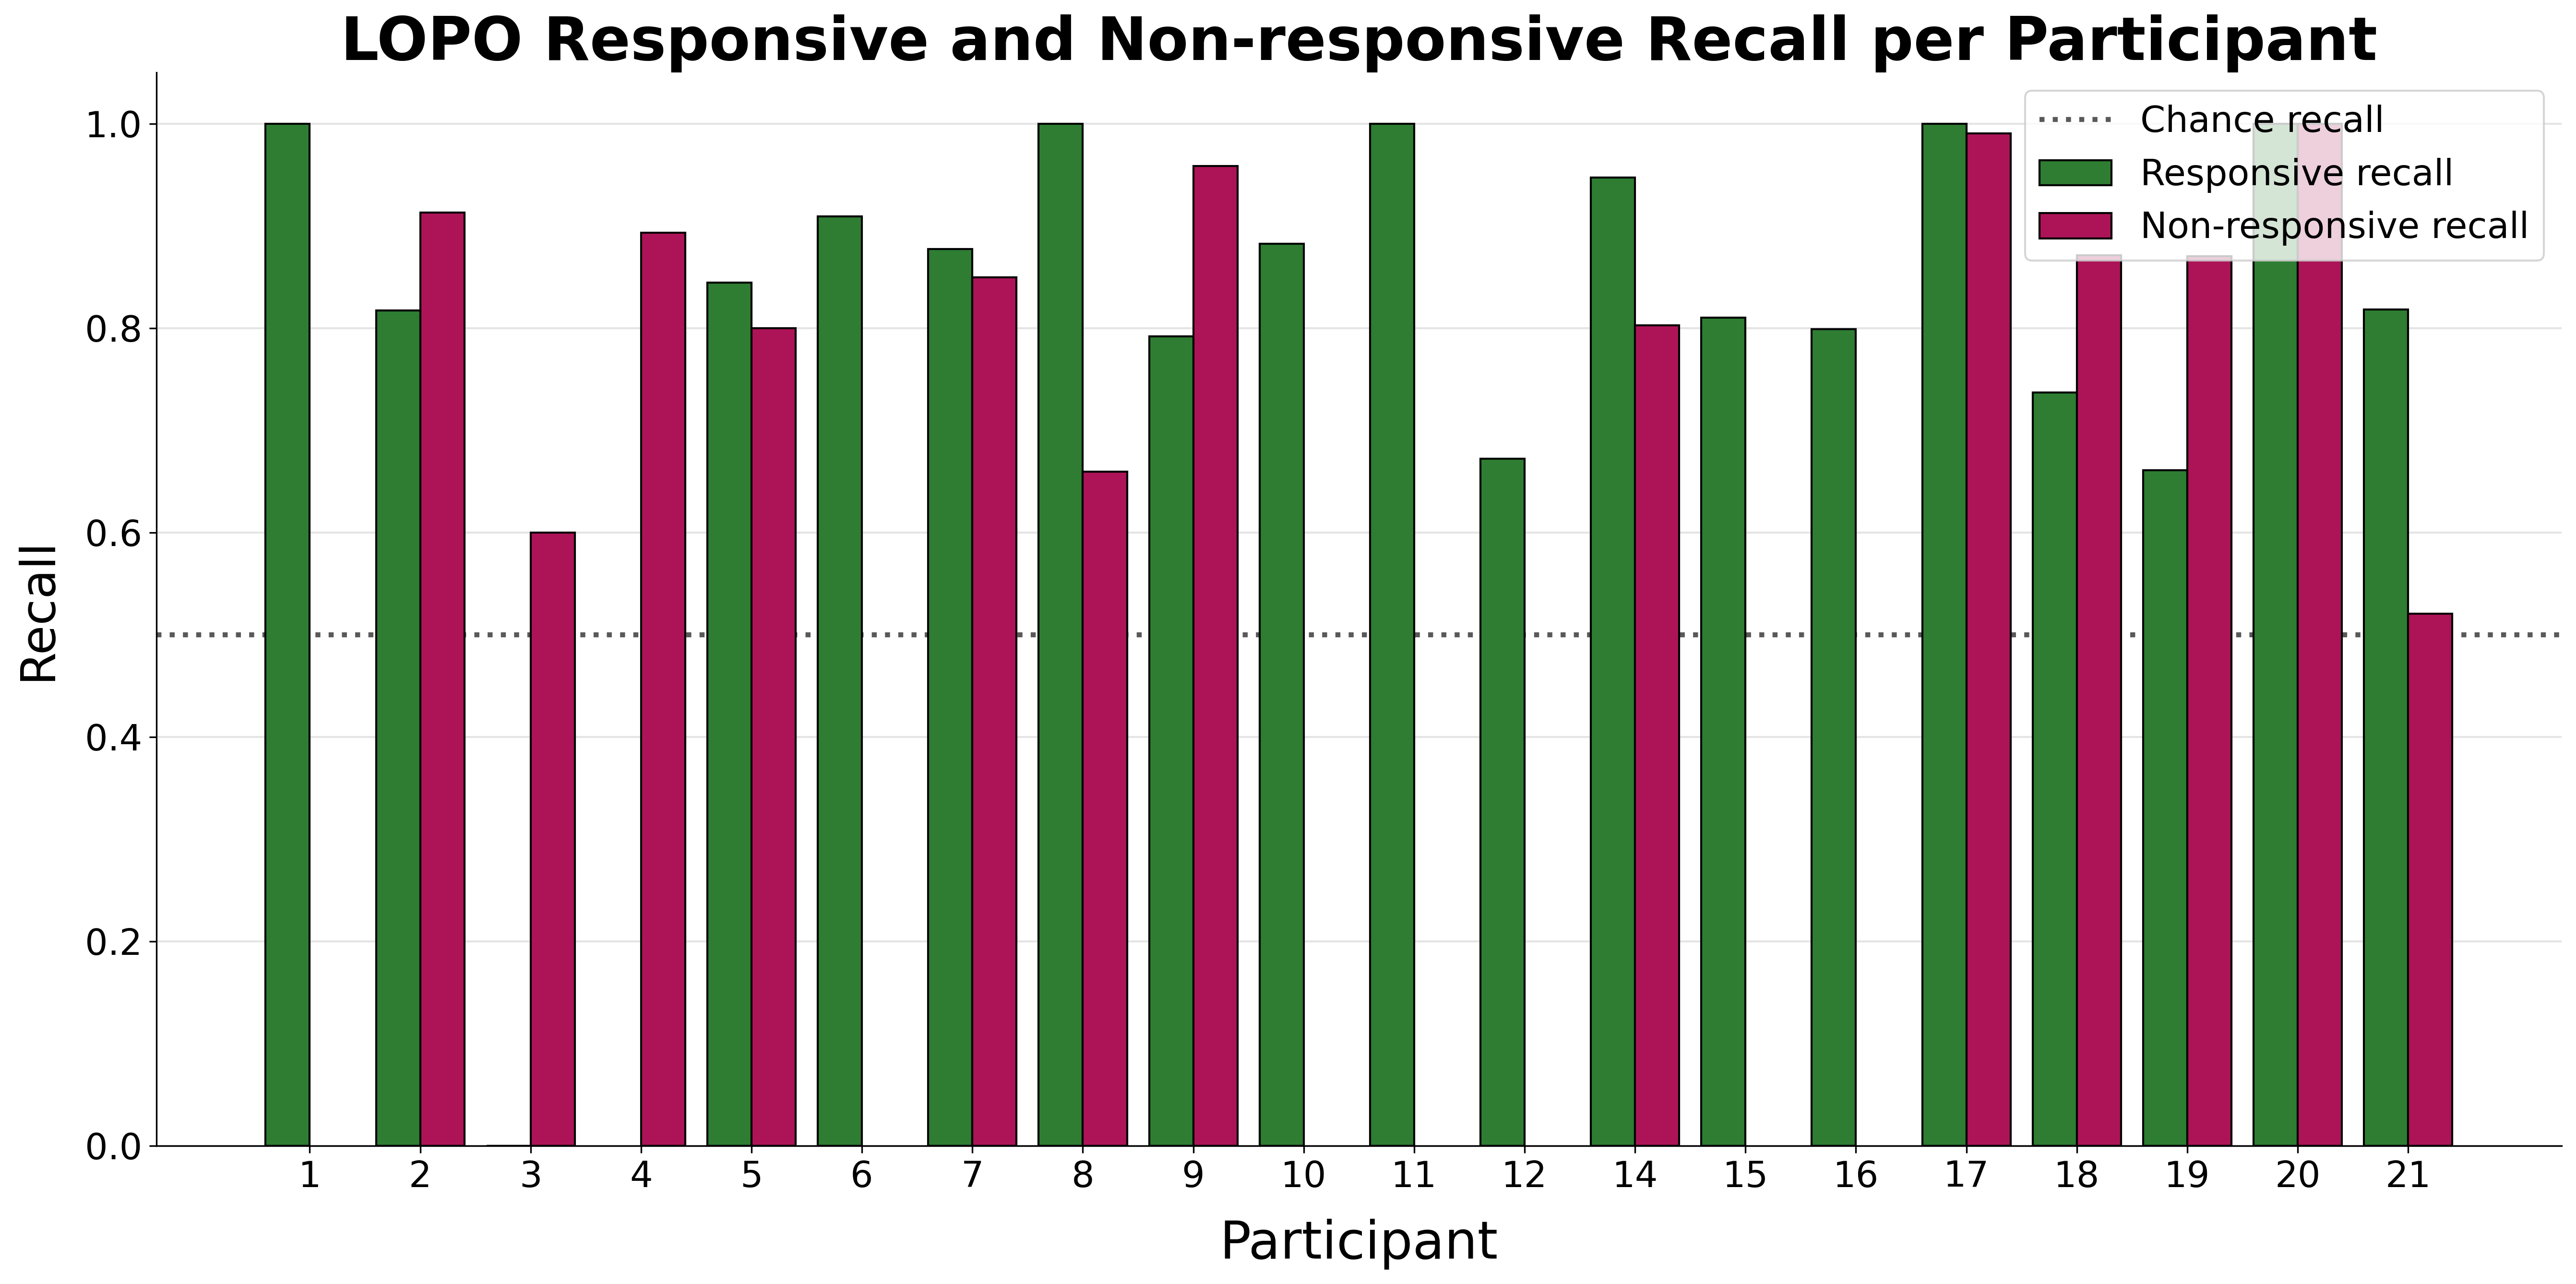 LOPO Responsive and Non-responsive Recall per Participant
Chance recall
Responsive recall
Non-responsive recall
1.0
0.8
0.6
0.4
0.2
0.0
Recall
1 2 3 4 5 6 7 8 9 10 11 12 14 15 16 17 18 19 20 21
Participant